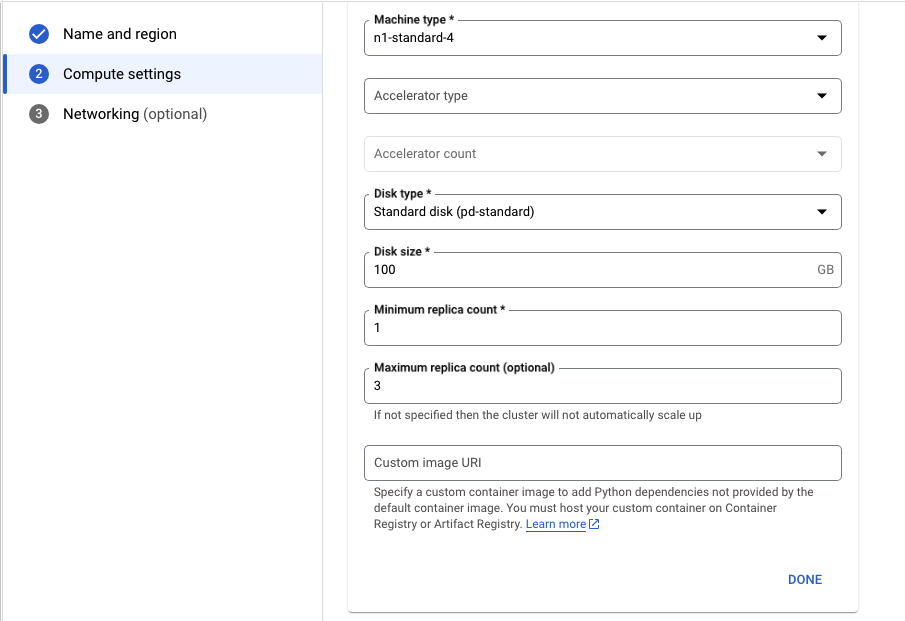 Name and region
2 Compute settings
3 Networking (optional)
Machine type *
n1-standard-4
Accelerator type
Accelerator count
Disk type *
Standard disk (pd-standard)
Disk size *
100 GB
Minimum replica count *
1
Maximum replica count (optional)
3
If not specified then the cluster will not automatically scale up
Custom image URI
Specify a custom container image to add Python dependencies not provided by the
default container image. You must host your custom container on Container
Registry or Artifact Registry. Learn more
DONE